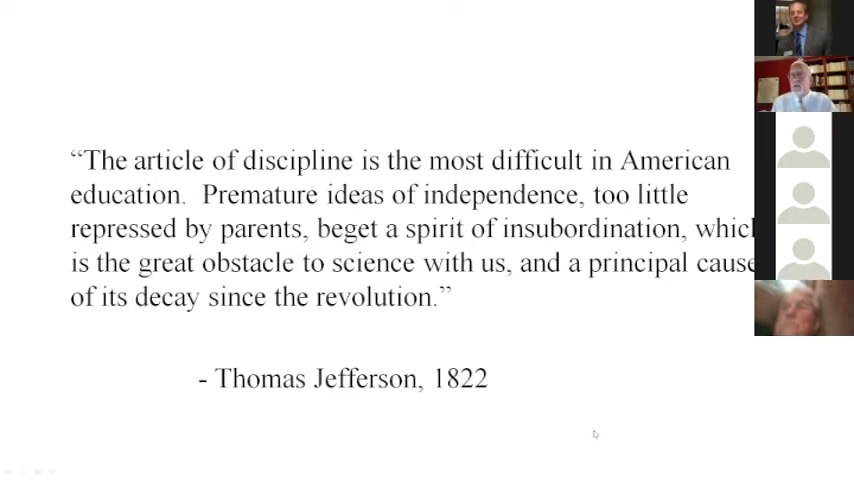 “The article of discipline is the most difficult in American
education.  Premature ideas of independence, too little
repressed by parents, beget a spirit of insubordination, which
is the great obstacle to science with us, and a principal cause
of its decay since the revolution.”
- Thomas Jefferson, 1822